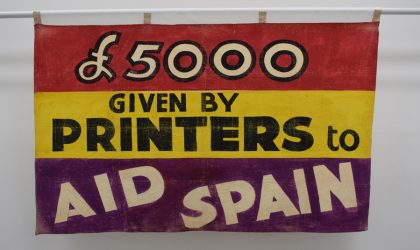 £5000
GIVEN BY
PRINTERS to
AID SPAIN